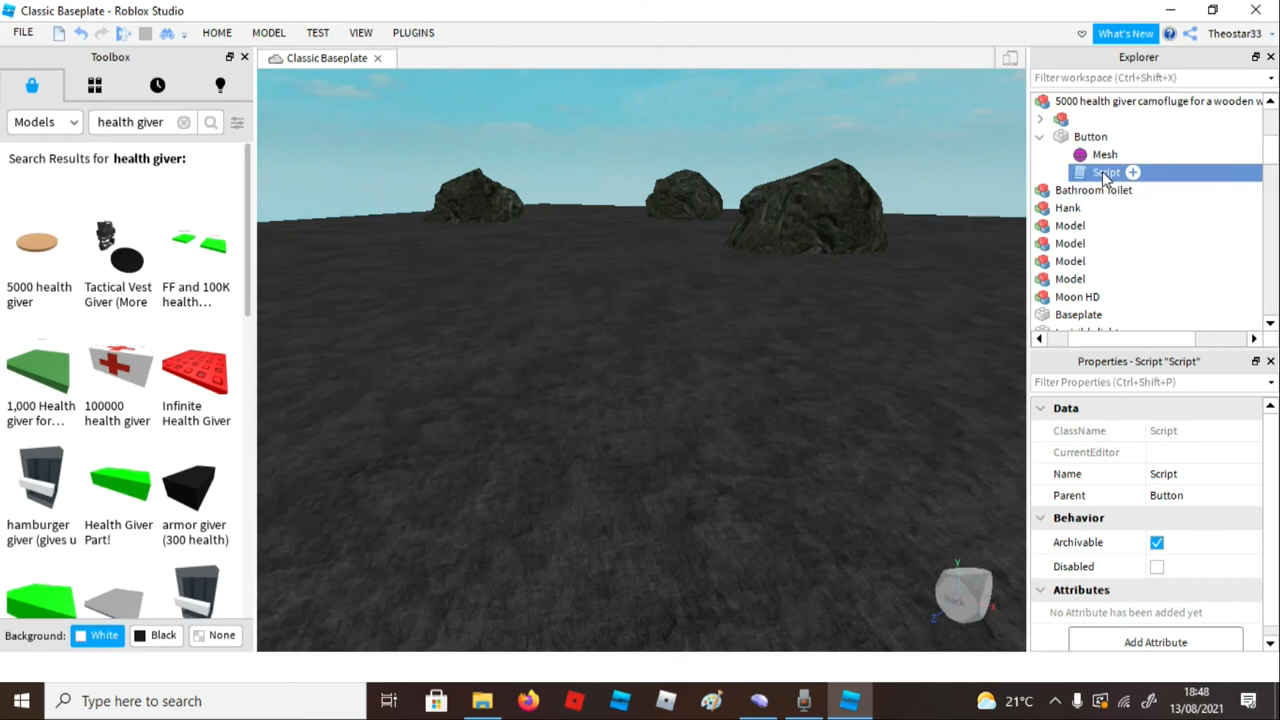 Classic Baseplate - Roblox Studio
FILE
HOME
MODEL
TEST
VIEW
PLUGINS
What's New
Theostar33
Toolbox
Models
health giver
Search Results for health giver:
5000 health
giver
Tactical Vest
Giver (More
FF and 100K
health...
1,000 Health
giver for...
100000
health giver
Infinite
Health Giver
hamburger
giver (gives u
Health Giver
Part!
armor giver
(300 health)
Background:
White
Black
None
Classic Baseplate
Back
Explorer
Filter workspace (Ctrl+Shift+X)
5000 health giver camofluge for a wooden w
Button
Mesh
Script
Bathroom Toilet
Hank
Model
Model
Model
Model
Moon HD
Baseplate
Properties - Script "Script"
Filter Properties (Ctrl+Shift+P)
Data
ClassName Script
CurrentEditor
Name Script
Parent Button
Behavior
Archivable
Disabled
Attributes
No Attribute has been added yet
Add Attribute
Type here to search
21°C
18:48
13/08/2021